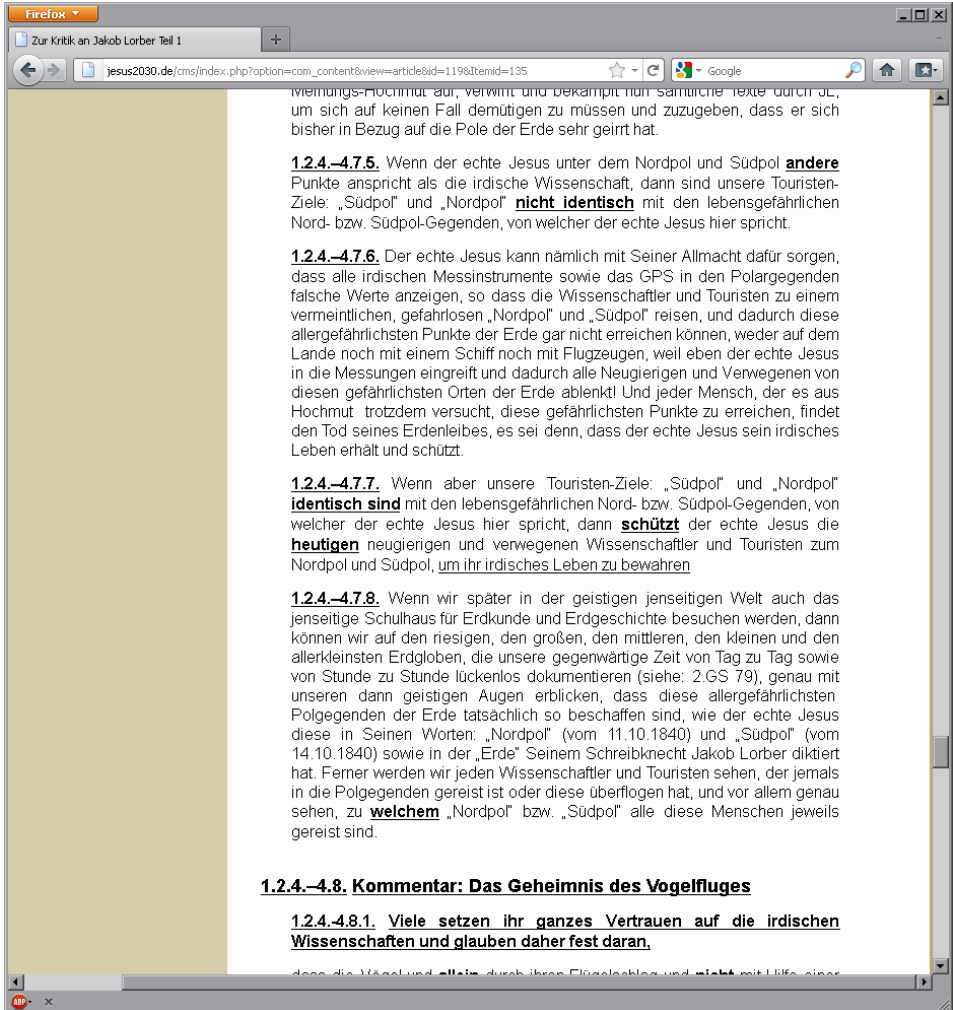 Firefox
Zur Kritik an Jakob Lorber Teil 1
jesus2030.de/cms/index.php?option=com_content&view=article&id=119&Itemid=135
Google
Meinungs-Hochmut auf, verwirft und bekämpft nun sämtliche Texte durch JL,
um sich auf keinen Fall demütigen zu müssen und zuzugeben, dass er sich
bisher in Bezug auf die Pole der Erde sehr geirrt hat.
1.2.4.–4.7.5. Wenn der echte Jesus unter dem Nordpol und Südpol andere
Punkte anspricht als die irdische Wissenschaft, dann sind unsere Touristen-
Ziele: „Südpol" und „Nordpol" nicht identisch mit den lebensgefährlichen
Nord- bzw. Südpol-Gegenden, von welcher der echte Jesus hier spricht.
1.2.4.–4.7.6. Der echte Jesus kann nämlich mit Seiner Allmacht dafür sorgen,
dass alle irdischen Messinstrumente sowie das GPS in den Polargegenden
falsche Werte anzeigen, so dass die Wissenschaftler und Touristen zu einem
vermeintlichen, gefahrlosen „Nordpol" und „Südpol" reisen, und dadurch diese
allergefährlichsten Punkte der Erde gar nicht erreichen können, weder auf dem
Lande noch mit einem Schiff noch mit Flugzeugen, weil eben der echte Jesus
in die Messungen eingreift und dadurch alle Neugierigen und Verwegenen von
diesen gefährlichsten Orten der Erde ablenkt! Und jeder Mensch, der es aus
Hochmut trotzdem versucht, diese gefährlichsten Punkte zu erreichen, findet
den Tod seines Erdenleibes, es sei denn, dass der echte Jesus sein irdisches
Leben erhält und schützt.
1.2.4.–4.7.7. Wenn aber unsere Touristen-Ziele: „Südpol" und „Nordpol"
identisch sind mit den lebensgefährlichen Nord- bzw. Südpol-Gegenden, von
welcher der echte Jesus hier spricht, dann schützt der echte Jesus die
heutigen neugierigen und verwegenen Wissenschaftler und Touristen zum
Nordpol und Südpol, um ihr irdisches Leben zu bewahren
1.2.4.–4.7.8. Wenn wir später in der geistigen jenseitigen Welt auch das
jenseitige Schulhaus für Erdkunde und Erdgeschichte besuchen werden, dann
können wir auf den riesigen, den großen, den mittleren, den kleinen und den
allerkleinsten Erdgloben, die unsere gegenwärtige Zeit von Tag zu Tag sowie
von Stunde zu Stunde lückenlos dokumentieren (siehe: 2.GS 79), genau mit
unseren dann geistigen Augen erblicken, dass diese allergefährlichsten
Polgegenden der Erde tatsächlich so beschaffen sind, wie der echte Jesus
diese in Seinen Worten: „Nordpol" (vom 11.10.1840) und „Südpol" (vom
14.10.1840) sowie in der „Erde" Seinem Schreibknecht Jakob Lorber diktiert
hat. Ferner werden wir jeden Wissenschaftler und Touristen sehen, der jemals
in die Polgegenden gereist ist oder diese überflogen hat, und vor allem genau
sehen, zu welchem „Nordpol" bzw. „Südpol" alle diese Menschen jeweils
gereist sind.
1.2.4.–4.8. Kommentar: Das Geheimnis des Vogelfluges
1.2.4.-4.8.1. Viele setzen ihr ganzes Vertrauen auf die irdischen
Wissenschaften und glauben daher fest daran,
dass die Vögel und allein durch ihren Flügelschlag und nicht mit Hilfe einer
ABP